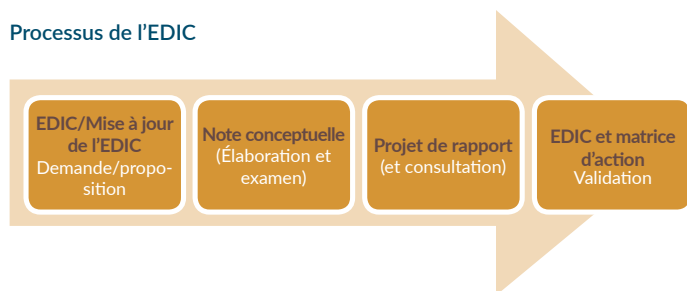 Processus de l’EDIC
EDIC/Mise à jour
de l’EDIC
Demande/propo-
sition
Note conceptuelle
(Élaboration et
examen)
Projet de rapport
(et consultation)
EDIC et matrice
d’action
Validation